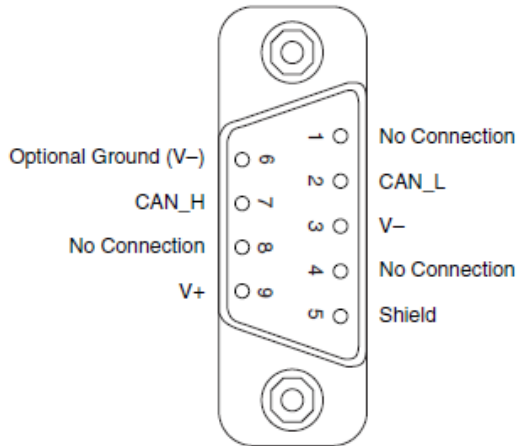 Optional Ground (V–)
CAN_H
No Connection
V+
6
7
8
9
1
2
3
4
5
No Connection
CAN_L
V–
No Connection
Shield